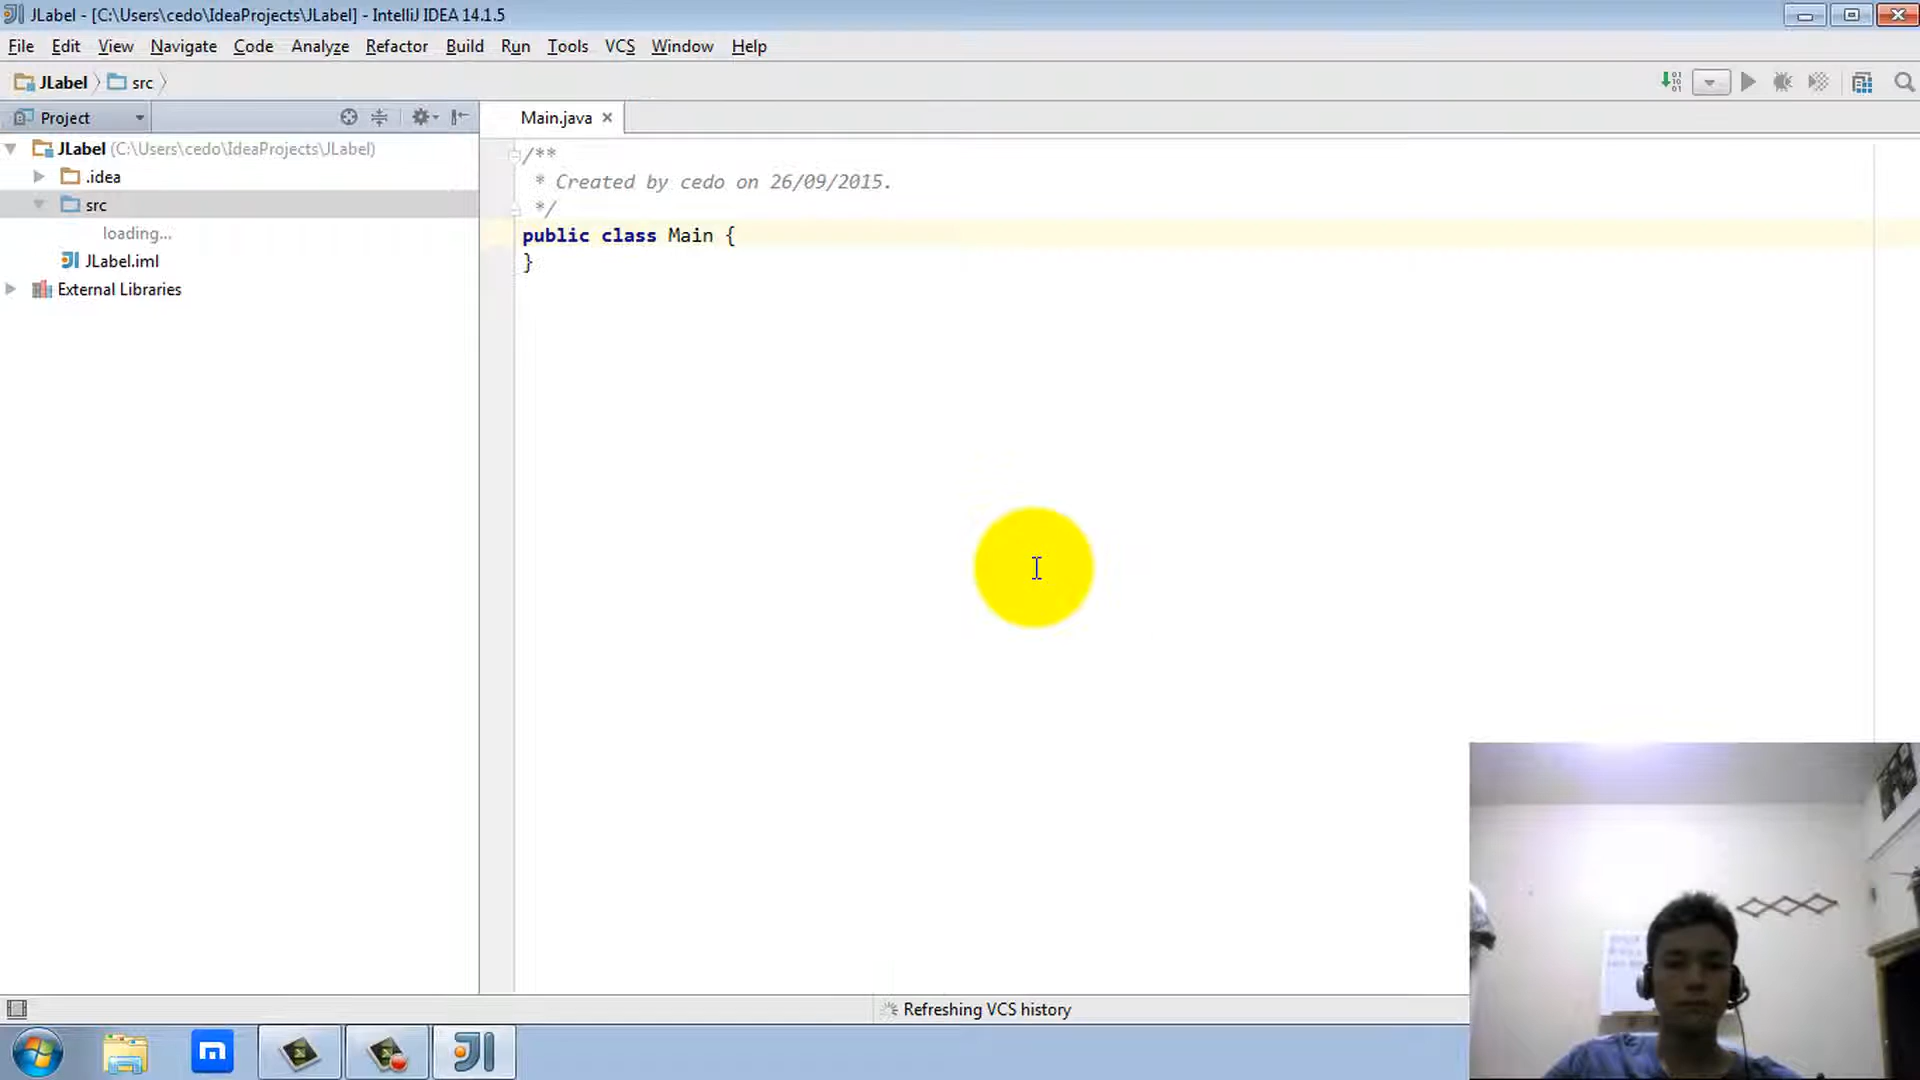 JLabel - [C:\Users\cedo\IdeaProjects\JLabel] - IntelliJ IDEA 14.1.5
File Edit View Navigate Code Analyze Refactor Build Run Tools VCS Window Help
JLabel src
Project
Main.java
JLabel (C:\Users\cedo\IdeaProjects\JLabel)
.idea
src
loading...
JLabel.iml
External Libraries
/**
* Created by cedo on 26/09/2015.
*/
public class Main {
}
Refreshing VCS history